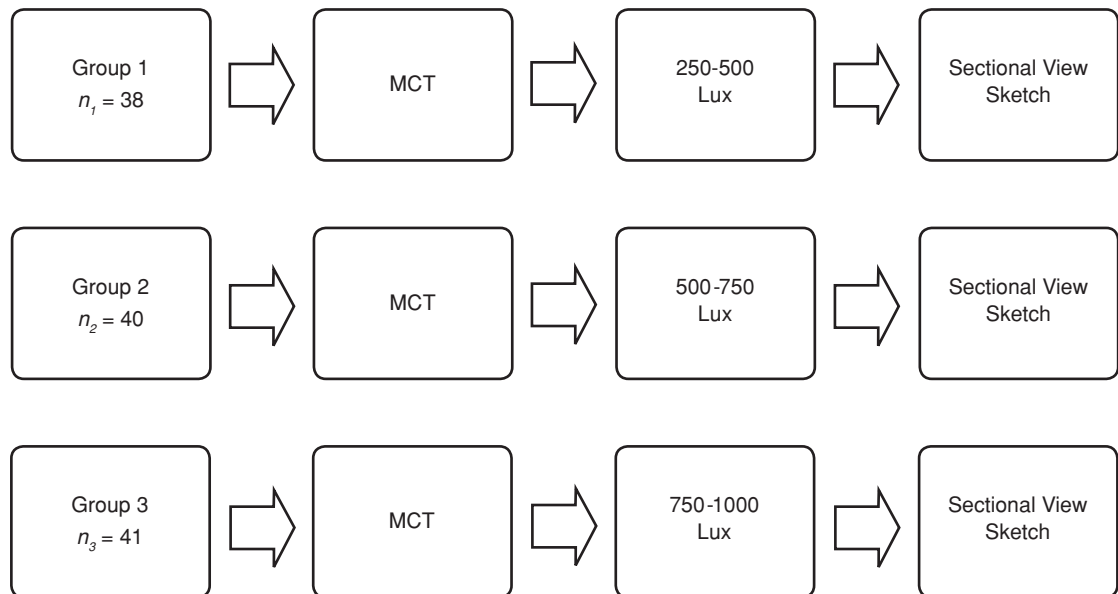 Group 1
n₁ = 38
MCT
250-500
Lux
Sectional View
Sketch
Group 2
n₂ = 40
MCT
500-750
Lux
Sectional View
Sketch
Group 3
n₃ = 41
MCT
750-1000
Lux
Sectional View
Sketch